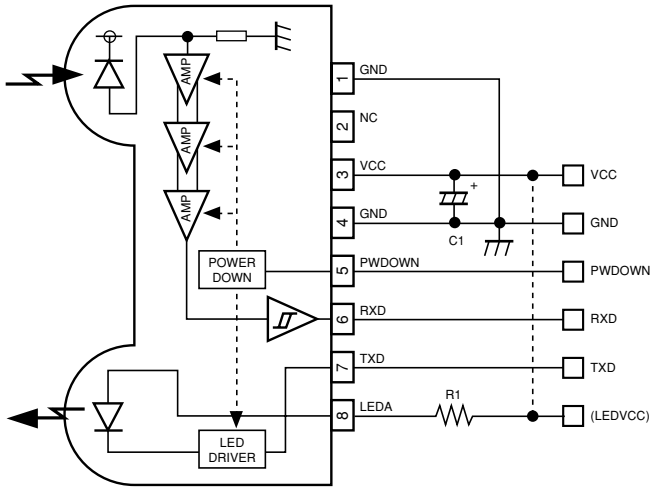 AMP
1
GND
AMP
2
NC
3
VCC
VCC
+
AMP
4
GND
C1
GND
POWER
DOWN
5
PWDOWN
PWDOWN
6
RXD
RXD
7
TXD
TXD
8
LEDA
R1
(LEDVCC)
LED
DRIVER